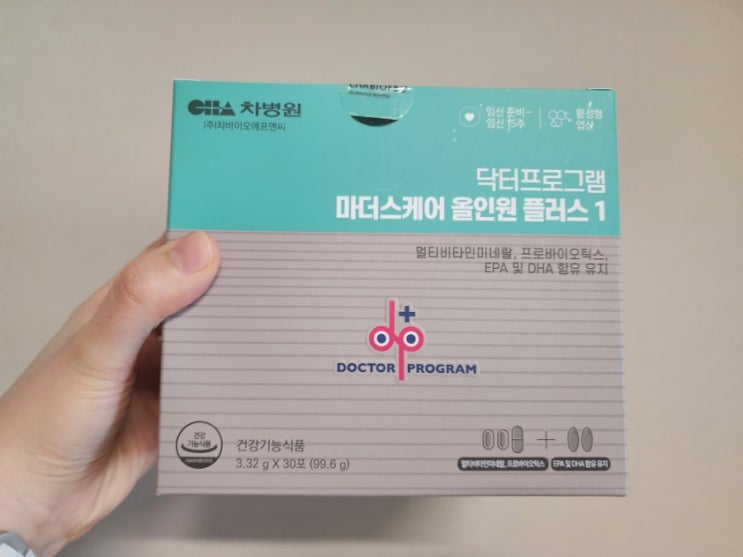 CHA 차병원
(주)차바이오에프앤씨
임신 준비~
임신 15주
활성형
엽산
닥터프로그램
마더스케어 올인원 플러스 1
멀티비타민미네랄, 프로바이오틱스,
EPA 및 DHA 함유 유지
DOCTOR PROGRAM
건강
기능식품
건강기능식품
3.32 g X 30포 (99.6 g)
멀티비타민미네랄, 프로바이오틱스
EPA 및 DHA 함유 유지